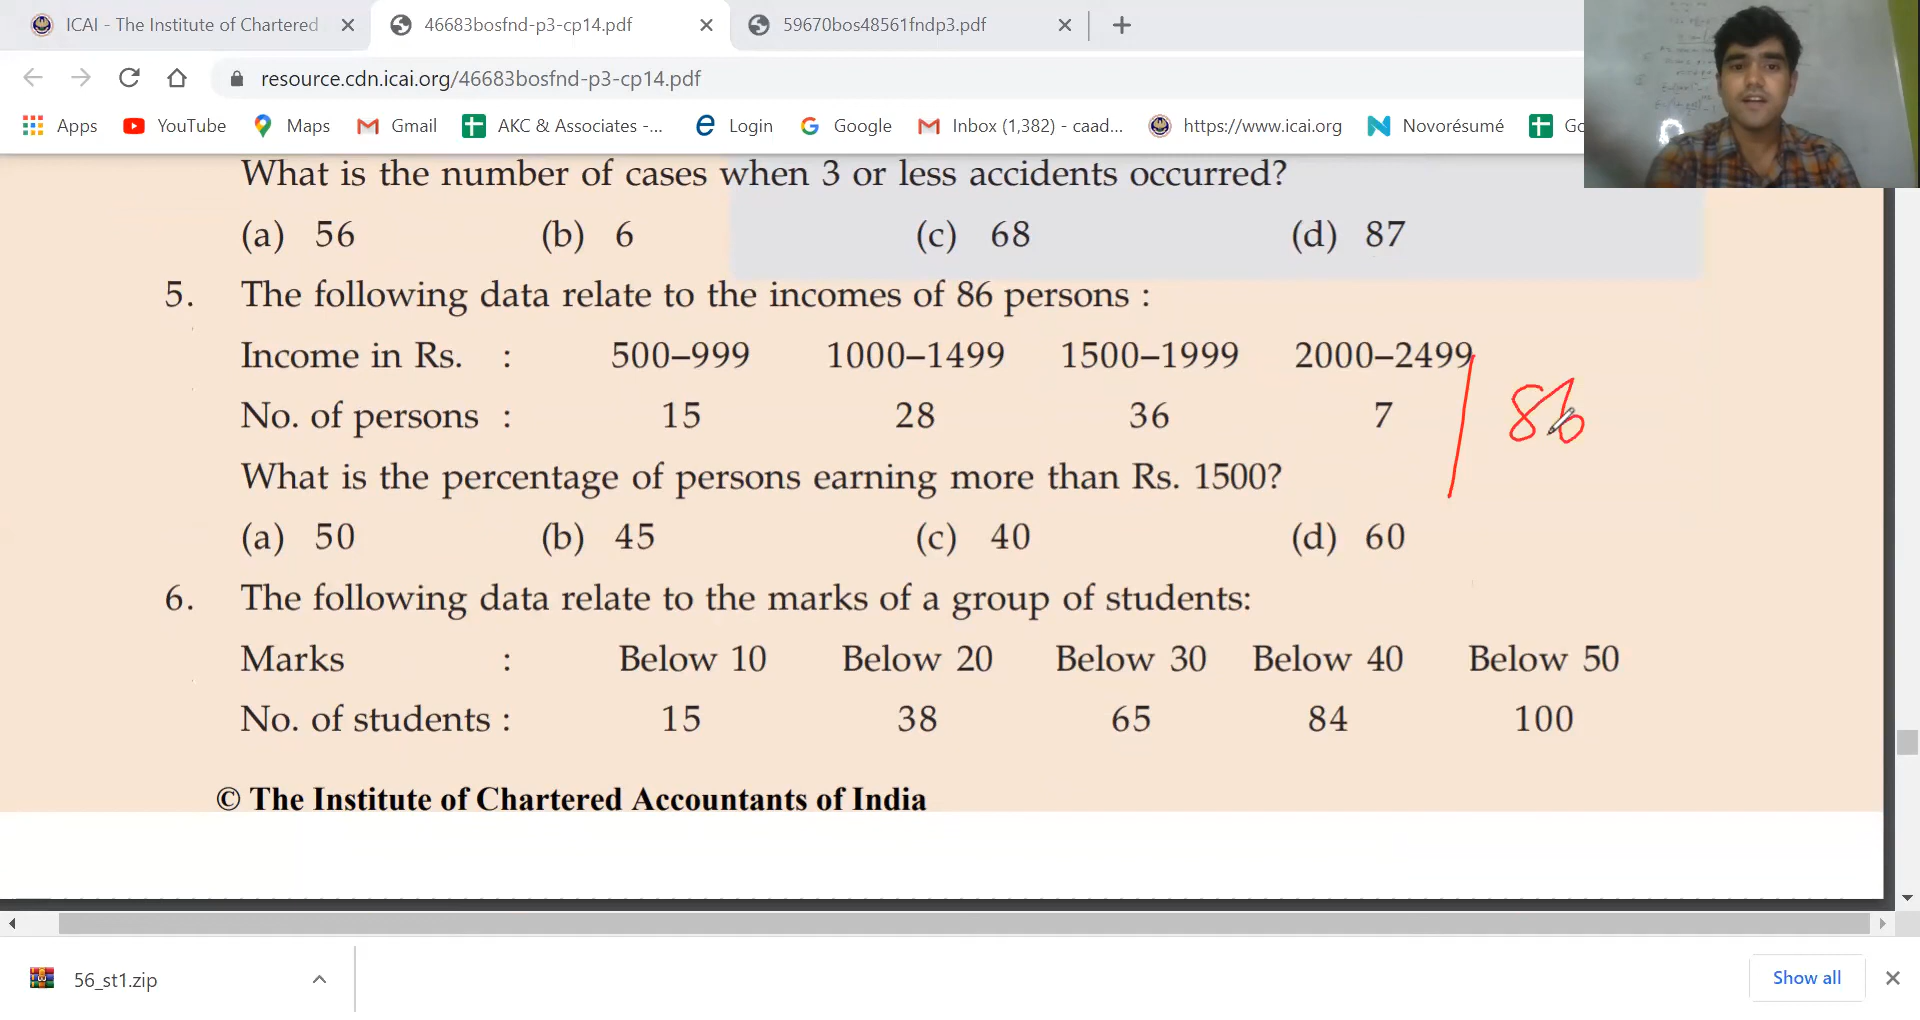 ICAI - The Institute of Chartered
46683bosfnd-p3-cp14.pdf
59670bos48561fndp3.pdf
resource.cdn.icai.org/46683bosfnd-p3-cp14.pdf
Apps YouTube Maps Gmail AKC & Associates -... Login Google Inbox (1,382) - caad... https://www.icai.org Novorésumé Go
What is the number of cases when 3 or less accidents occurred?
(a) 56 (b) 6 (c) 68 (d) 87
5. The following data relate to the incomes of 86 persons :
Income in Rs. : 500–999 1000–1499 1500–1999 2000–2499
No. of persons : 15 28 36 7 86
What is the percentage of persons earning more than Rs. 1500?
(a) 50 (b) 45 (c) 40 (d) 60
6. The following data relate to the marks of a group of students:
Marks : Below 10 Below 20 Below 30 Below 40 Below 50
No. of students : 15 38 65 84 100
© The Institute of Chartered Accountants of India
56_st1.zip
Show all